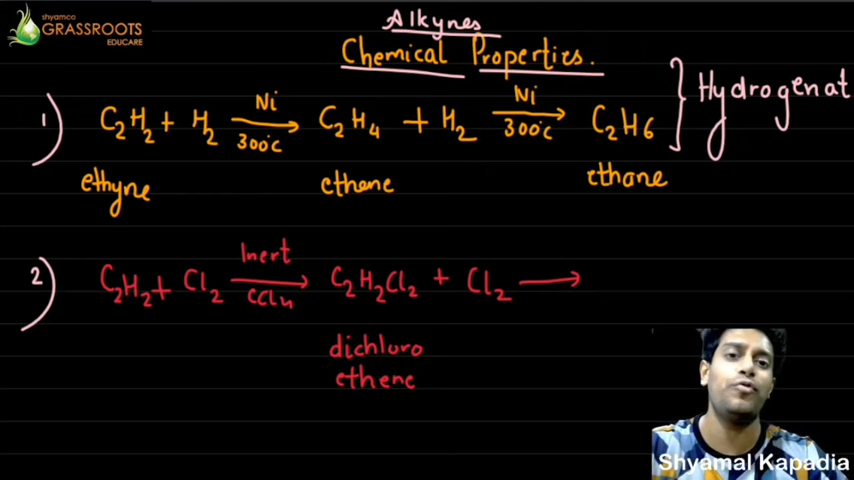 shyamco
GRASSROOTS
EDUCARE
Alkynes
Chemical Properties.
1) C₂H₂ + H₂ Ni 300°C → C₂H₄ + H₂ Ni 300°C → C₂H6 } Hydrogenat
ethyne ethene ethane
2) C₂H₂ + Cl₂ Inert CCl4 → C₂H₂Cl₂ + Cl₂ →
dichloro
ethene
Shyamal Kapadia